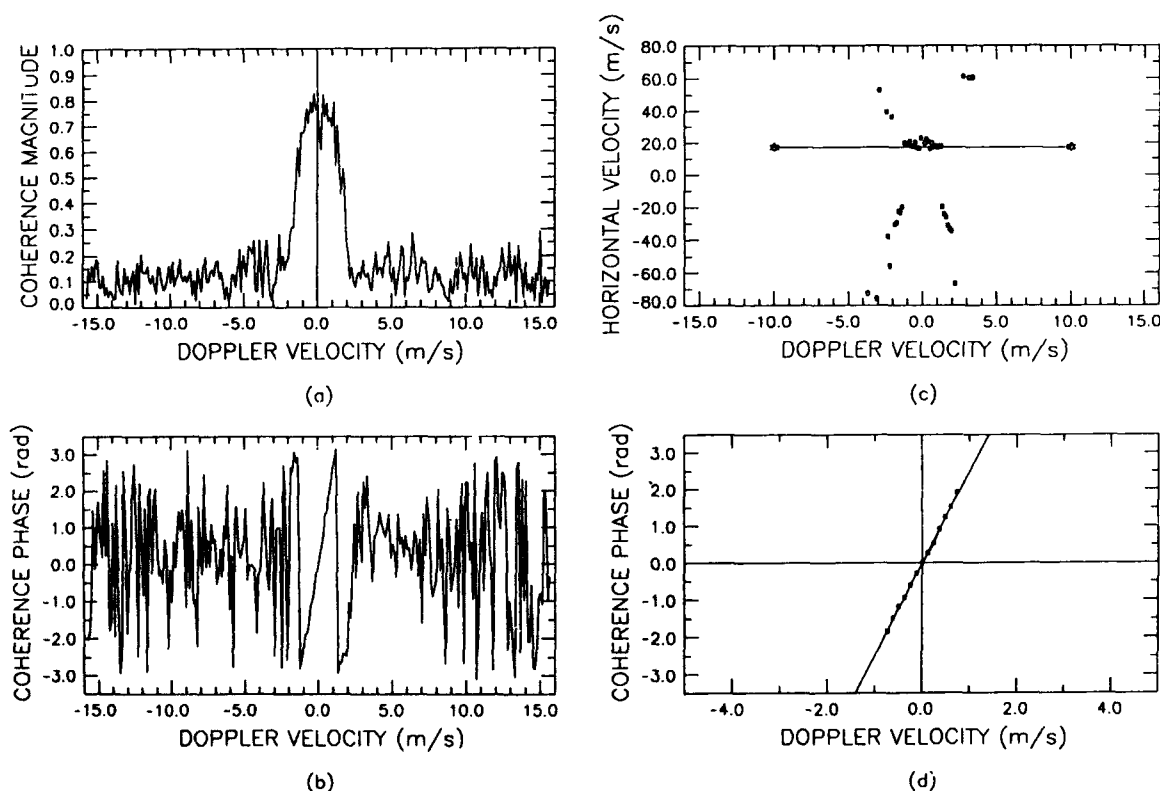 COHERENCE MAGNITUDE
1.0
0.9
0.8
0.7
0.6
0.5
0.4
0.3
0.2
0.1
0.0
-15.0 -10.0 -5.0 0.0 5.0 10.0 15.0
DOPPLER VELOCITY (m/s)
(a)
HORIZONTAL VELOCITY (m/s)
80.0
60.0
40.0
20.0
0.0
-20.0
-40.0
-60.0
-80.0
-15.0 -10.0 -5.0 0.0 5.0 10.0 15.0
DOPPLER VELOCITY (m/s)
(c)
COHERENCE PHASE (rad)
3.0
2.0
1.0
0.0
-1.0
-2.0
-3.0
-15.0 -10.0 -5.0 0.0 5.0 10.0 15.0
DOPPLER VELOCITY (m/s)
(b)
COHERENCE PHASE (rad)
3.0
2.0
1.0
0.0
-1.0
-2.0
-3.0
-4.0 -2.0 0.0 2.0 4.0
DOPPLER VELOCITY (m/s)
(d)